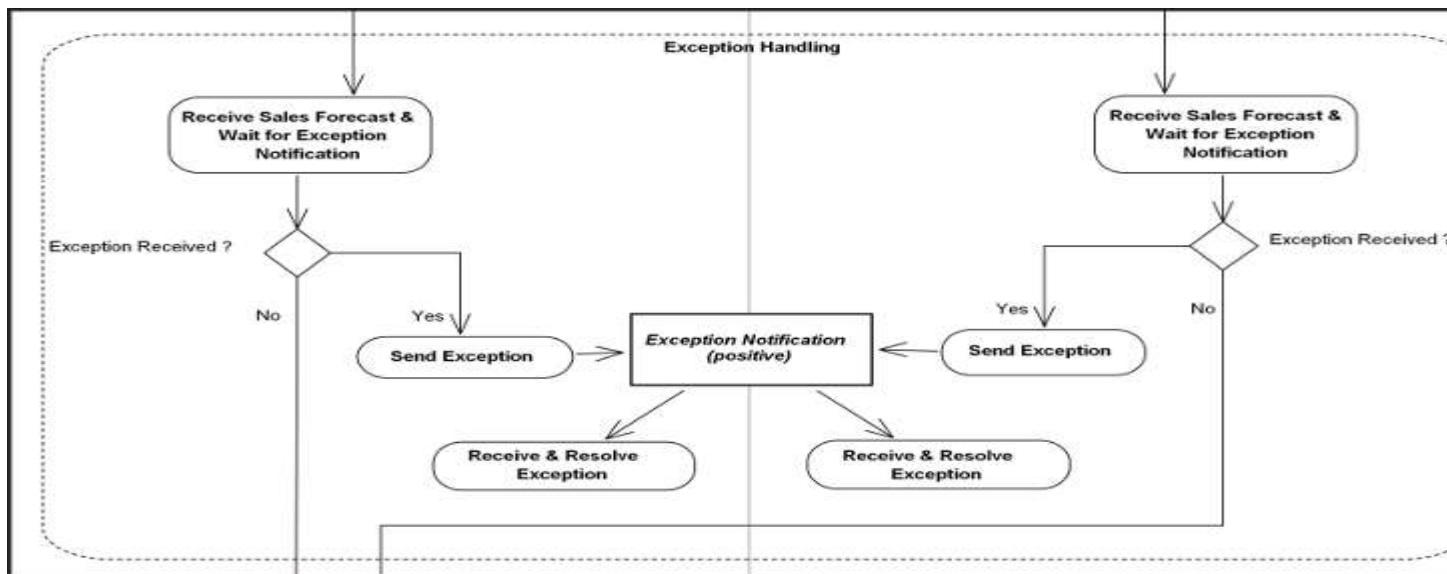 Exception Handling
Receive Sales Forecast &
Wait for Exception
Notification
Receive Sales Forecast &
Wait for Exception
Notification
Exception Received ?
Exception Received ?
No
Yes
Yes
No
Send Exception
Exception Notification
(positive)
Send Exception
Receive & Resolve
Exception
Receive & Resolve
Exception